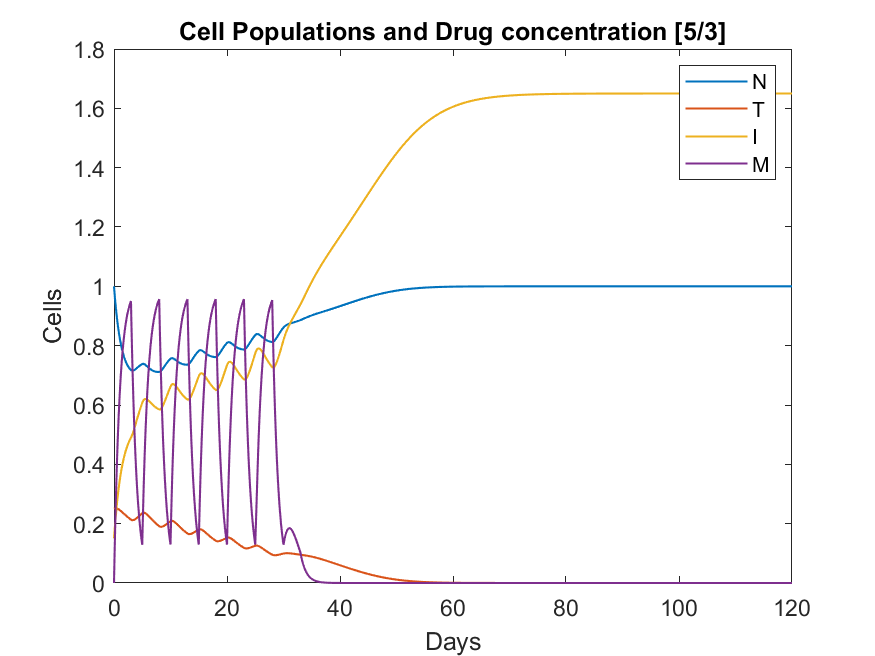 Cell Populations and Drug concentration [5/3]
1.8
1.6
1.4
1.2
1
0.8
0.6
0.4
0.2
0
Cells
N
T
I
M
0 20 40 60 80 100 120
Days